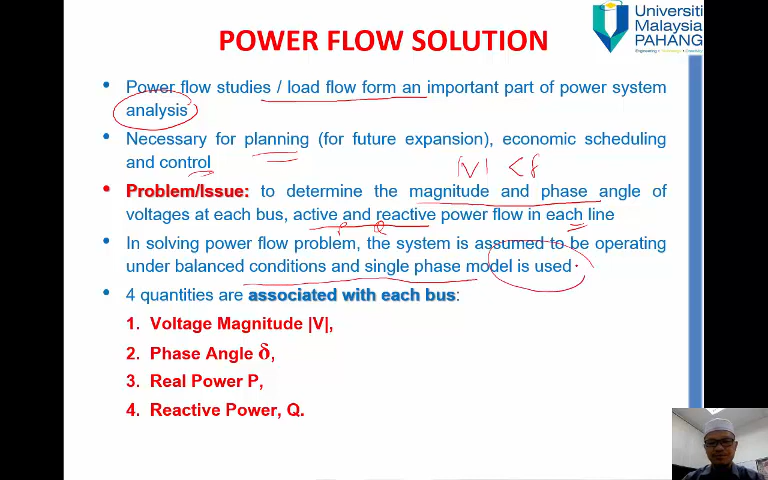 Universiti
Malaysia
PAHANG
POWER FLOW SOLUTION
• Power flow studies / load flow form an important part of power system
analysis
• Necessary for planning (for future expansion), economic scheduling
and control
|V| <δ
• Problem/Issue: to determine the magnitude and phase angle of
voltages at each bus, active and reactive power flow in each line
P Q
• In solving power flow problem, the system is assumed to be operating
under balanced conditions and single phase model is used.
• 4 quantities are associated with each bus:
1. Voltage Magnitude |V|,
2. Phase Angle δ,
3. Real Power P,
4. Reactive Power, Q.